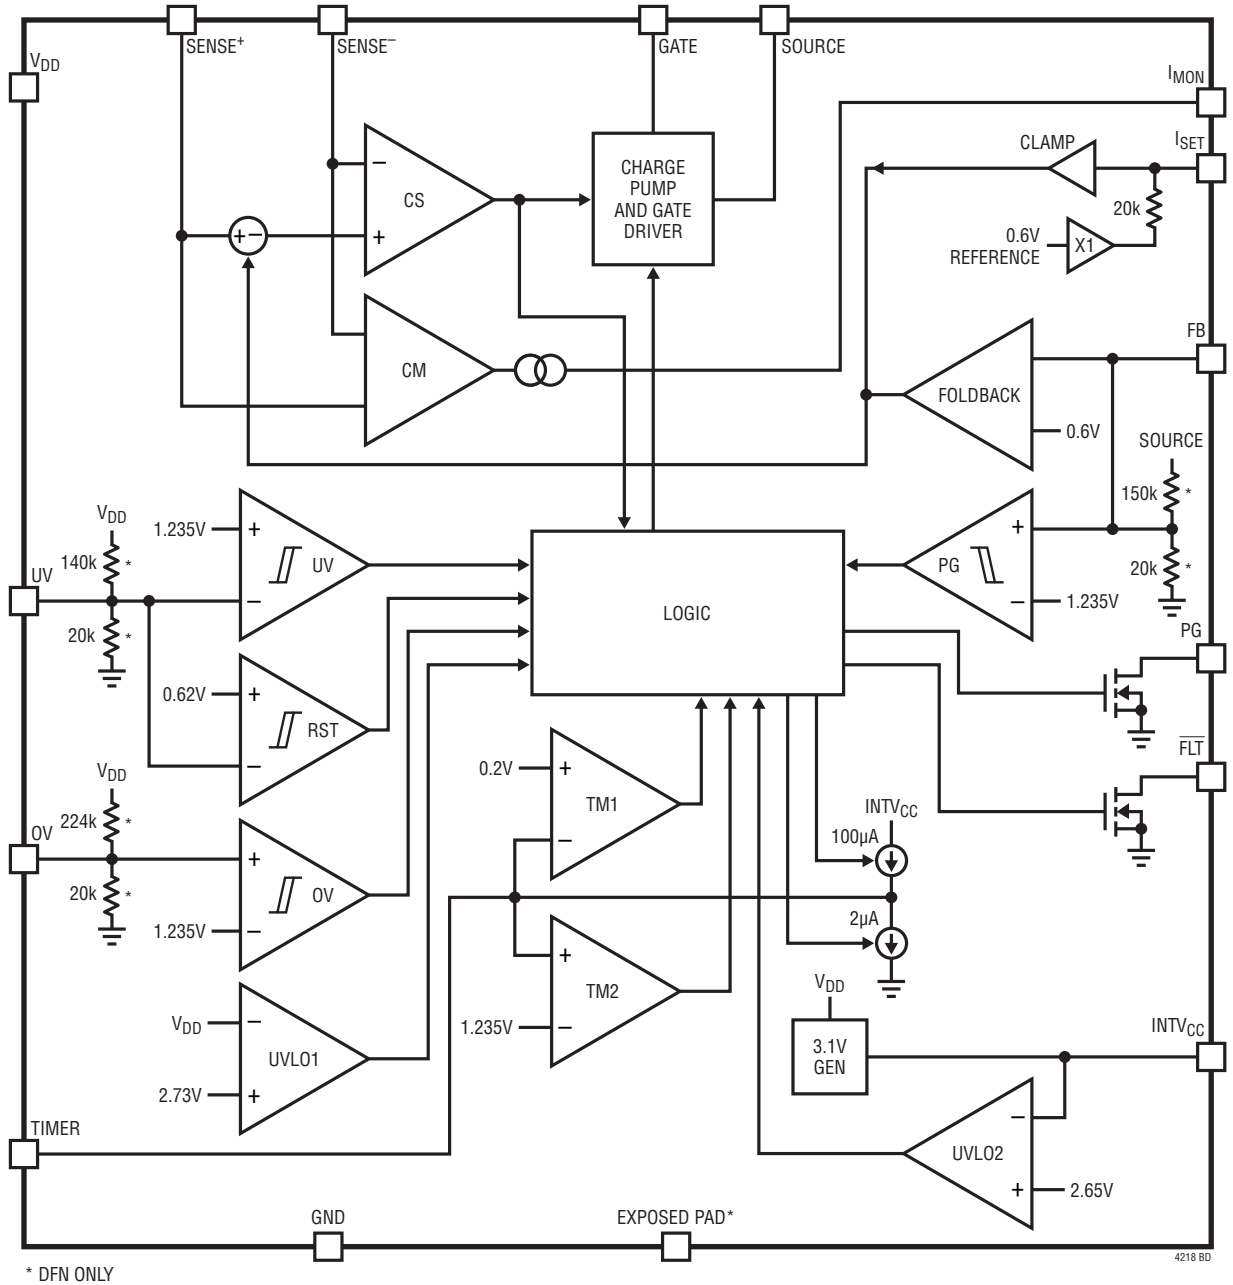 SENSE+
SENSE–
GATE
SOURCE
VDD
IMON
ISET
CLAMP
20k
0.6V
REFERENCE
X1
CHARGE
PUMP
AND GATE
DRIVER
–
CS
+
+–
CM
FB
FOLDBACK
0.6V
SOURCE
150k *
20k *
VDD
140k *
UV
20k *
1.235V
+
UV
–
0.62V
+
RST
–
LOGIC
+
PG
–
1.235V
PG
FLT
VDD
224k *
OV
20k *
+
OV
–
1.235V
0.2V
+
TM1
–
INTVCC
100µA
2µA
+
TM2
–
1.235V
VDD
–
UVLO1
2.73V
+
VDD
3.1V
GEN
INTVCC
–
UVLO2
+
2.65V
TIMER
GND
EXPOSED PAD*
4218 BD
* DFN ONLY